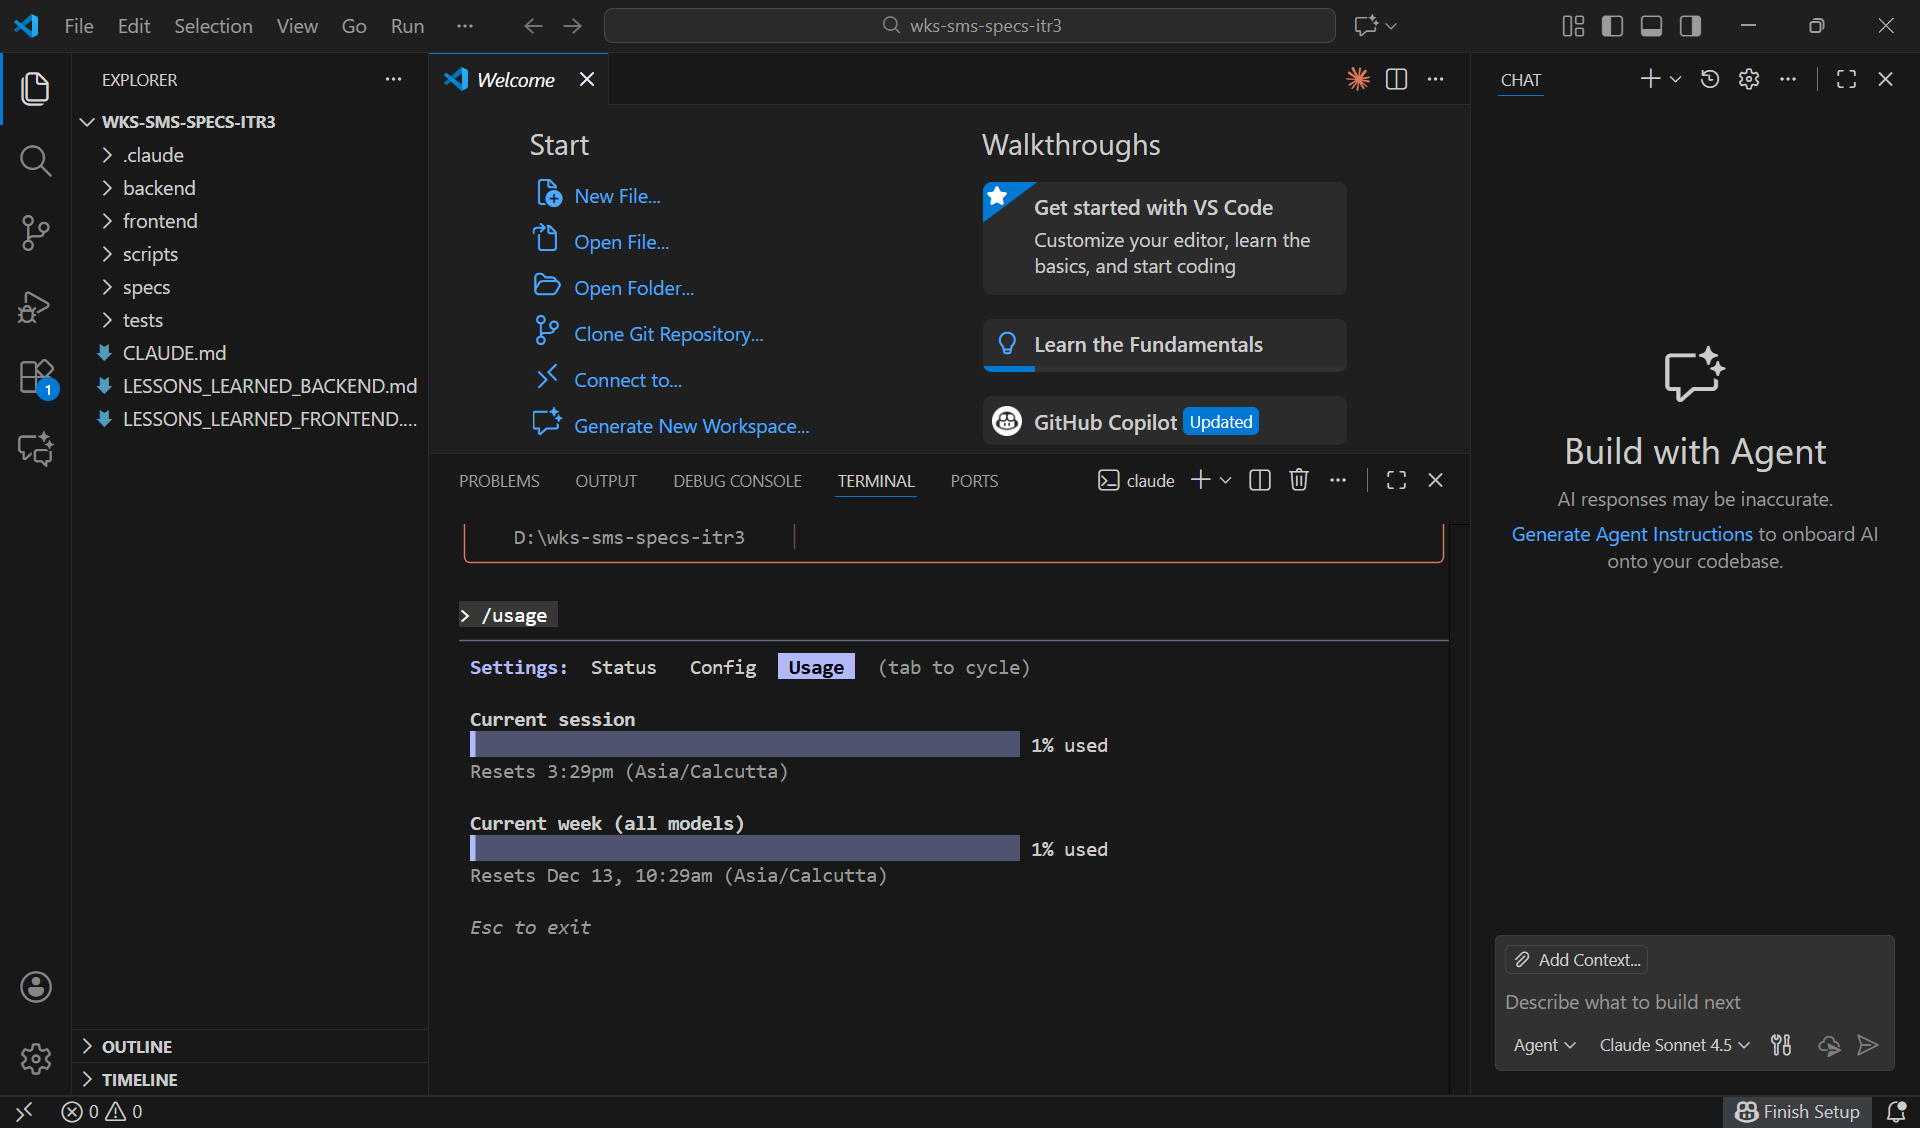 File Edit Selection View Go Run ··· wks-sms-specs-itr3
EXPLORER ···
WKS-SMS-SPECS-ITR3
.claude
backend
frontend
scripts
specs
tests
CLAUDE.md
LESSONS_LEARNED_BACKEND.md
LESSONS_LEARNED_FRONTEND....
1
OUTLINE
TIMELINE
Welcome
Start
New File...
Open File...
Open Folder...
Clone Git Repository...
Connect to...
Generate New Workspace...
Walkthroughs
Get started with VS Code
Customize your editor, learn the
basics, and start coding
Learn the Fundamentals
GitHub Copilot Updated
PROBLEMS OUTPUT DEBUG CONSOLE TERMINAL PORTS claude
D:\wks-sms-specs-itr3
> /usage
Settings: Status Config Usage (tab to cycle)
Current session
1% used
Resets 3:29pm (Asia/Calcutta)
Current week (all models)
1% used
Resets Dec 13, 10:29am (Asia/Calcutta)
Esc to exit
CHAT
Build with Agent
AI responses may be inaccurate.
Generate Agent Instructions to onboard AI
onto your codebase.
Add Context...
Describe what to build next
Agent Claude Sonnet 4.5
0 0 Finish Setup